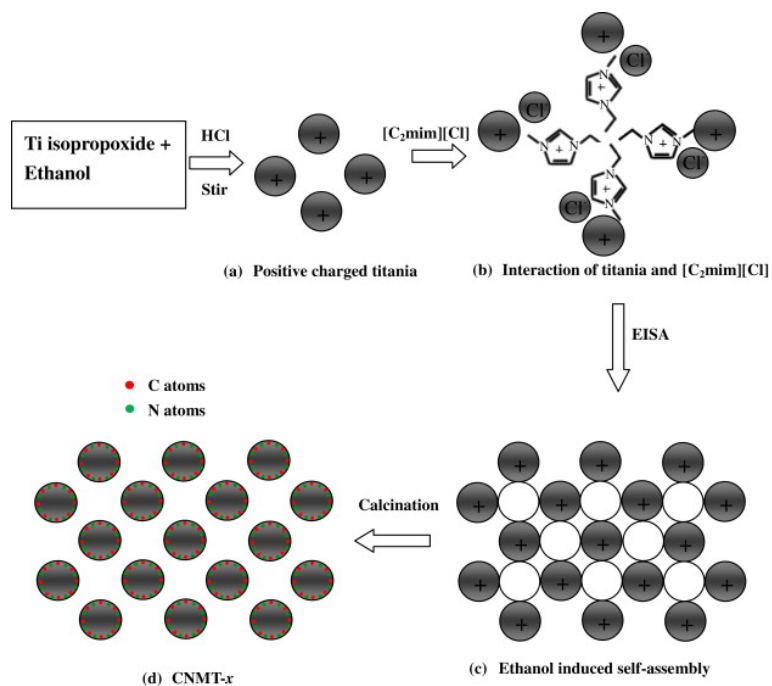 Ti isopropoxide +
Ethanol
HCl
Stir
+
+
+
+
(a) Positive charged titania
[C₂mim][Cl]
+
Cl⁻
N
+
N
Cl⁻
+
N
+
N
N
+
N
+
Cl⁻
N
+
N
Cl⁻
+
(b) Interaction of titania and [C₂mim][Cl]
EISA
C atoms
N atoms
+ + +
+ + + +
+ + +
+ + + +
+ + +
(c) Ethanol induced self-assembly
Calcination
(d) CNMT-x